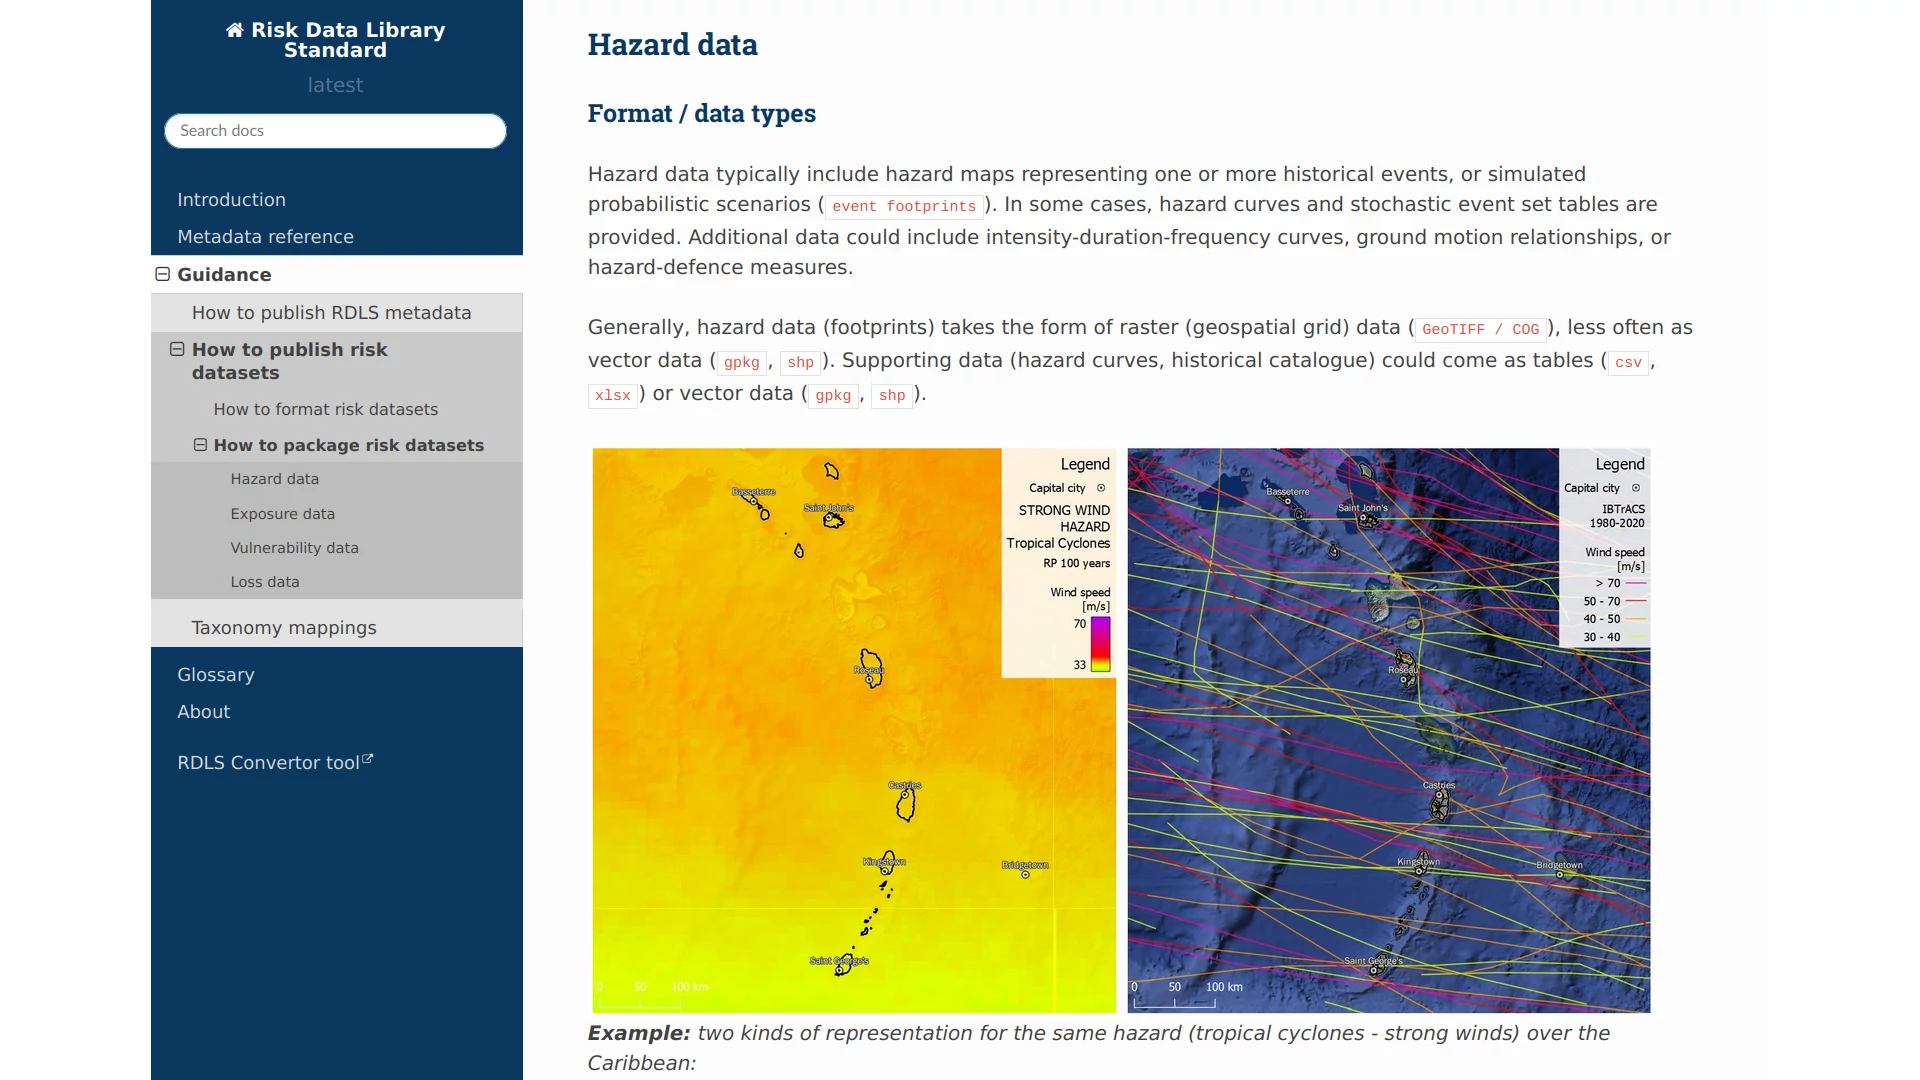 Risk Data Library
Standard
latest
Search docs
Introduction
Metadata reference
Guidance
How to publish RDLS metadata
How to publish risk
datasets
How to format risk datasets
How to package risk datasets
Hazard data
Exposure data
Vulnerability data
Loss data
Taxonomy mappings
Glossary
About
RDLS Convertor tool
Hazard data
Format / data types
Hazard data typically include hazard maps representing one or more historical events, or simulated
probabilistic scenarios ( event footprints ). In some cases, hazard curves and stochastic event set tables are
provided. Additional data could include intensity-duration-frequency curves, ground motion relationships, or
hazard-defence measures.
Generally, hazard data (footprints) takes the form of raster (geospatial grid) data ( GeoTIFF / COG ), less often as
vector data ( gpkg , shp ). Supporting data (hazard curves, historical catalogue) could come as tables ( csv ,
xlsx ) or vector data ( gpkg , shp ).
Legend
Capital city
STRONG WIND
HAZARD
Tropical Cyclones
RP 100 years
Wind speed
[m/s]
70
33
Basseterre
Saint John's
Roseau
Castries
Kingstown
Bridgetown
Saint George's
0 50 100 km
Legend
Capital city
IBTrACS
1980-2020
Wind speed
[m/s]
> 70
50 - 70
40 - 50
30 - 40
Basseterre
Saint John's
Roseau
Castries
Kingstown
Bridgetown
Saint George's
0 50 100 km
Example: two kinds of representation for the same hazard (tropical cyclones - strong winds) over the
Caribbean: